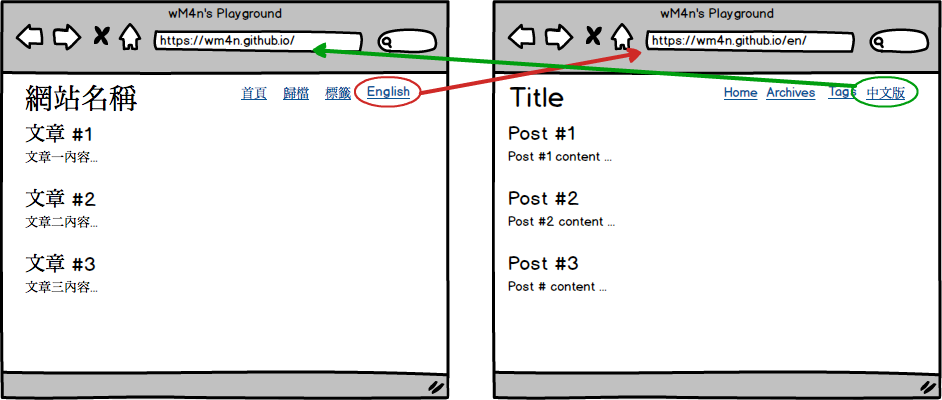 wM4n's Playground
https://wm4n.github.io/
網站名稱
首頁 歸檔 標籤 English
文章 #1
文章一內容...
文章 #2
文章二內容...
文章 #3
文章三內容...
wM4n's Playground
https://wm4n.github.io/en/
Title
Home Archives Tags 中文版
Post #1
Post #1 content ...
Post #2
Post #2 content ...
Post #3
Post # content ...